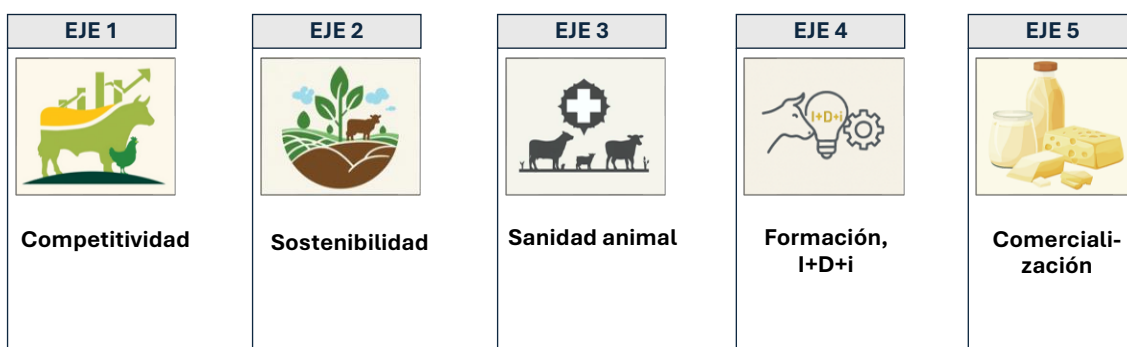 EJE 1
Competitividad
EJE 2
Sostenibilidad
EJE 3
Sanidad animal
EJE 4
I+D+i
Formación,
I+D+i
EJE 5
Comerciali-
zación